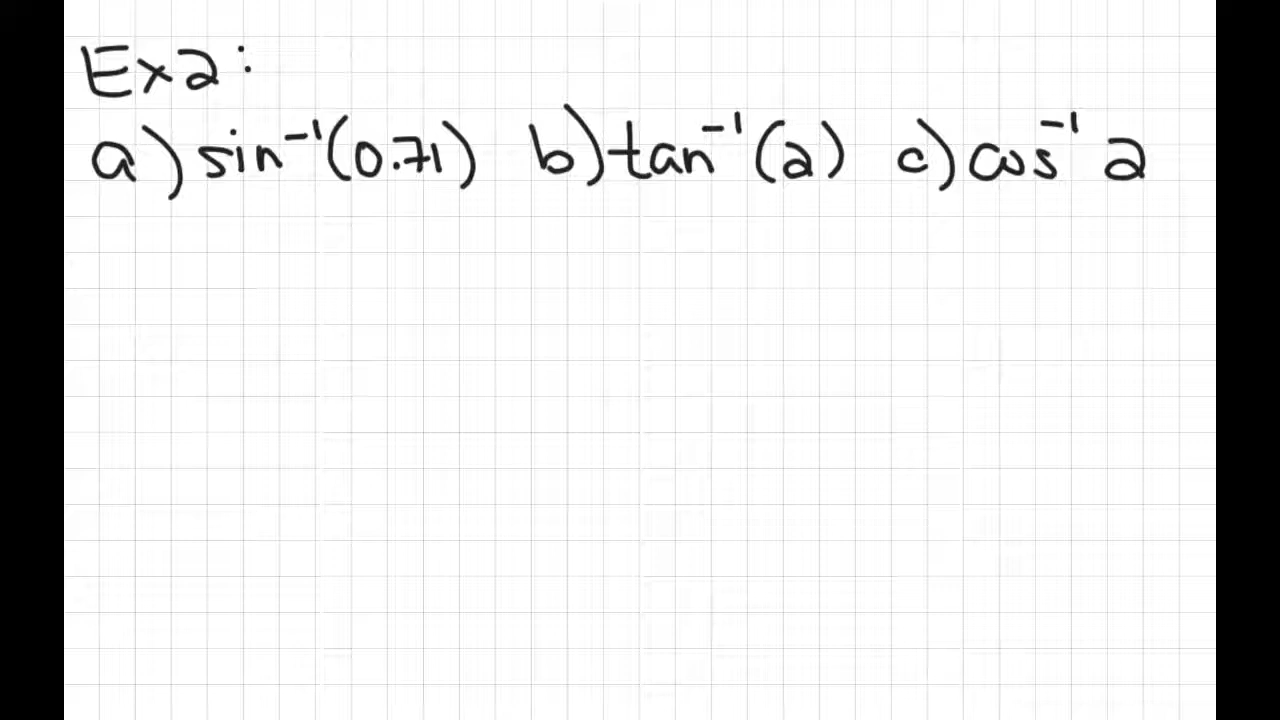 Ex2:
a) sin⁻¹(0.71) b) tan⁻¹(2) c) cos⁻¹ 2